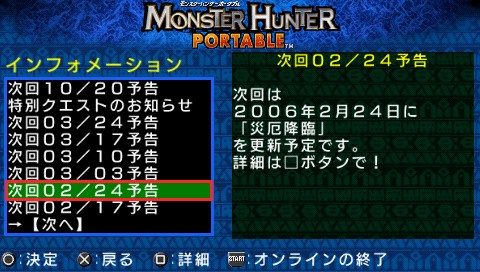 モンスターハンターポータブル
MONSTER HUNTER
PORTABLE™
インフォメーション
次回10/20予告
特別クエストのお知らせ
次回03/24予告
次回03/17予告
次回03/10予告
次回03/03予告
次回02/24予告
次回02/17予告
→【次へ】
次回02/24予告
次回は
2006年2月24日に
「災厄降臨」
を更新予定です。
詳細は□ボタンで！
○:決定 ×:戻る □:詳細 START:オンラインの終了